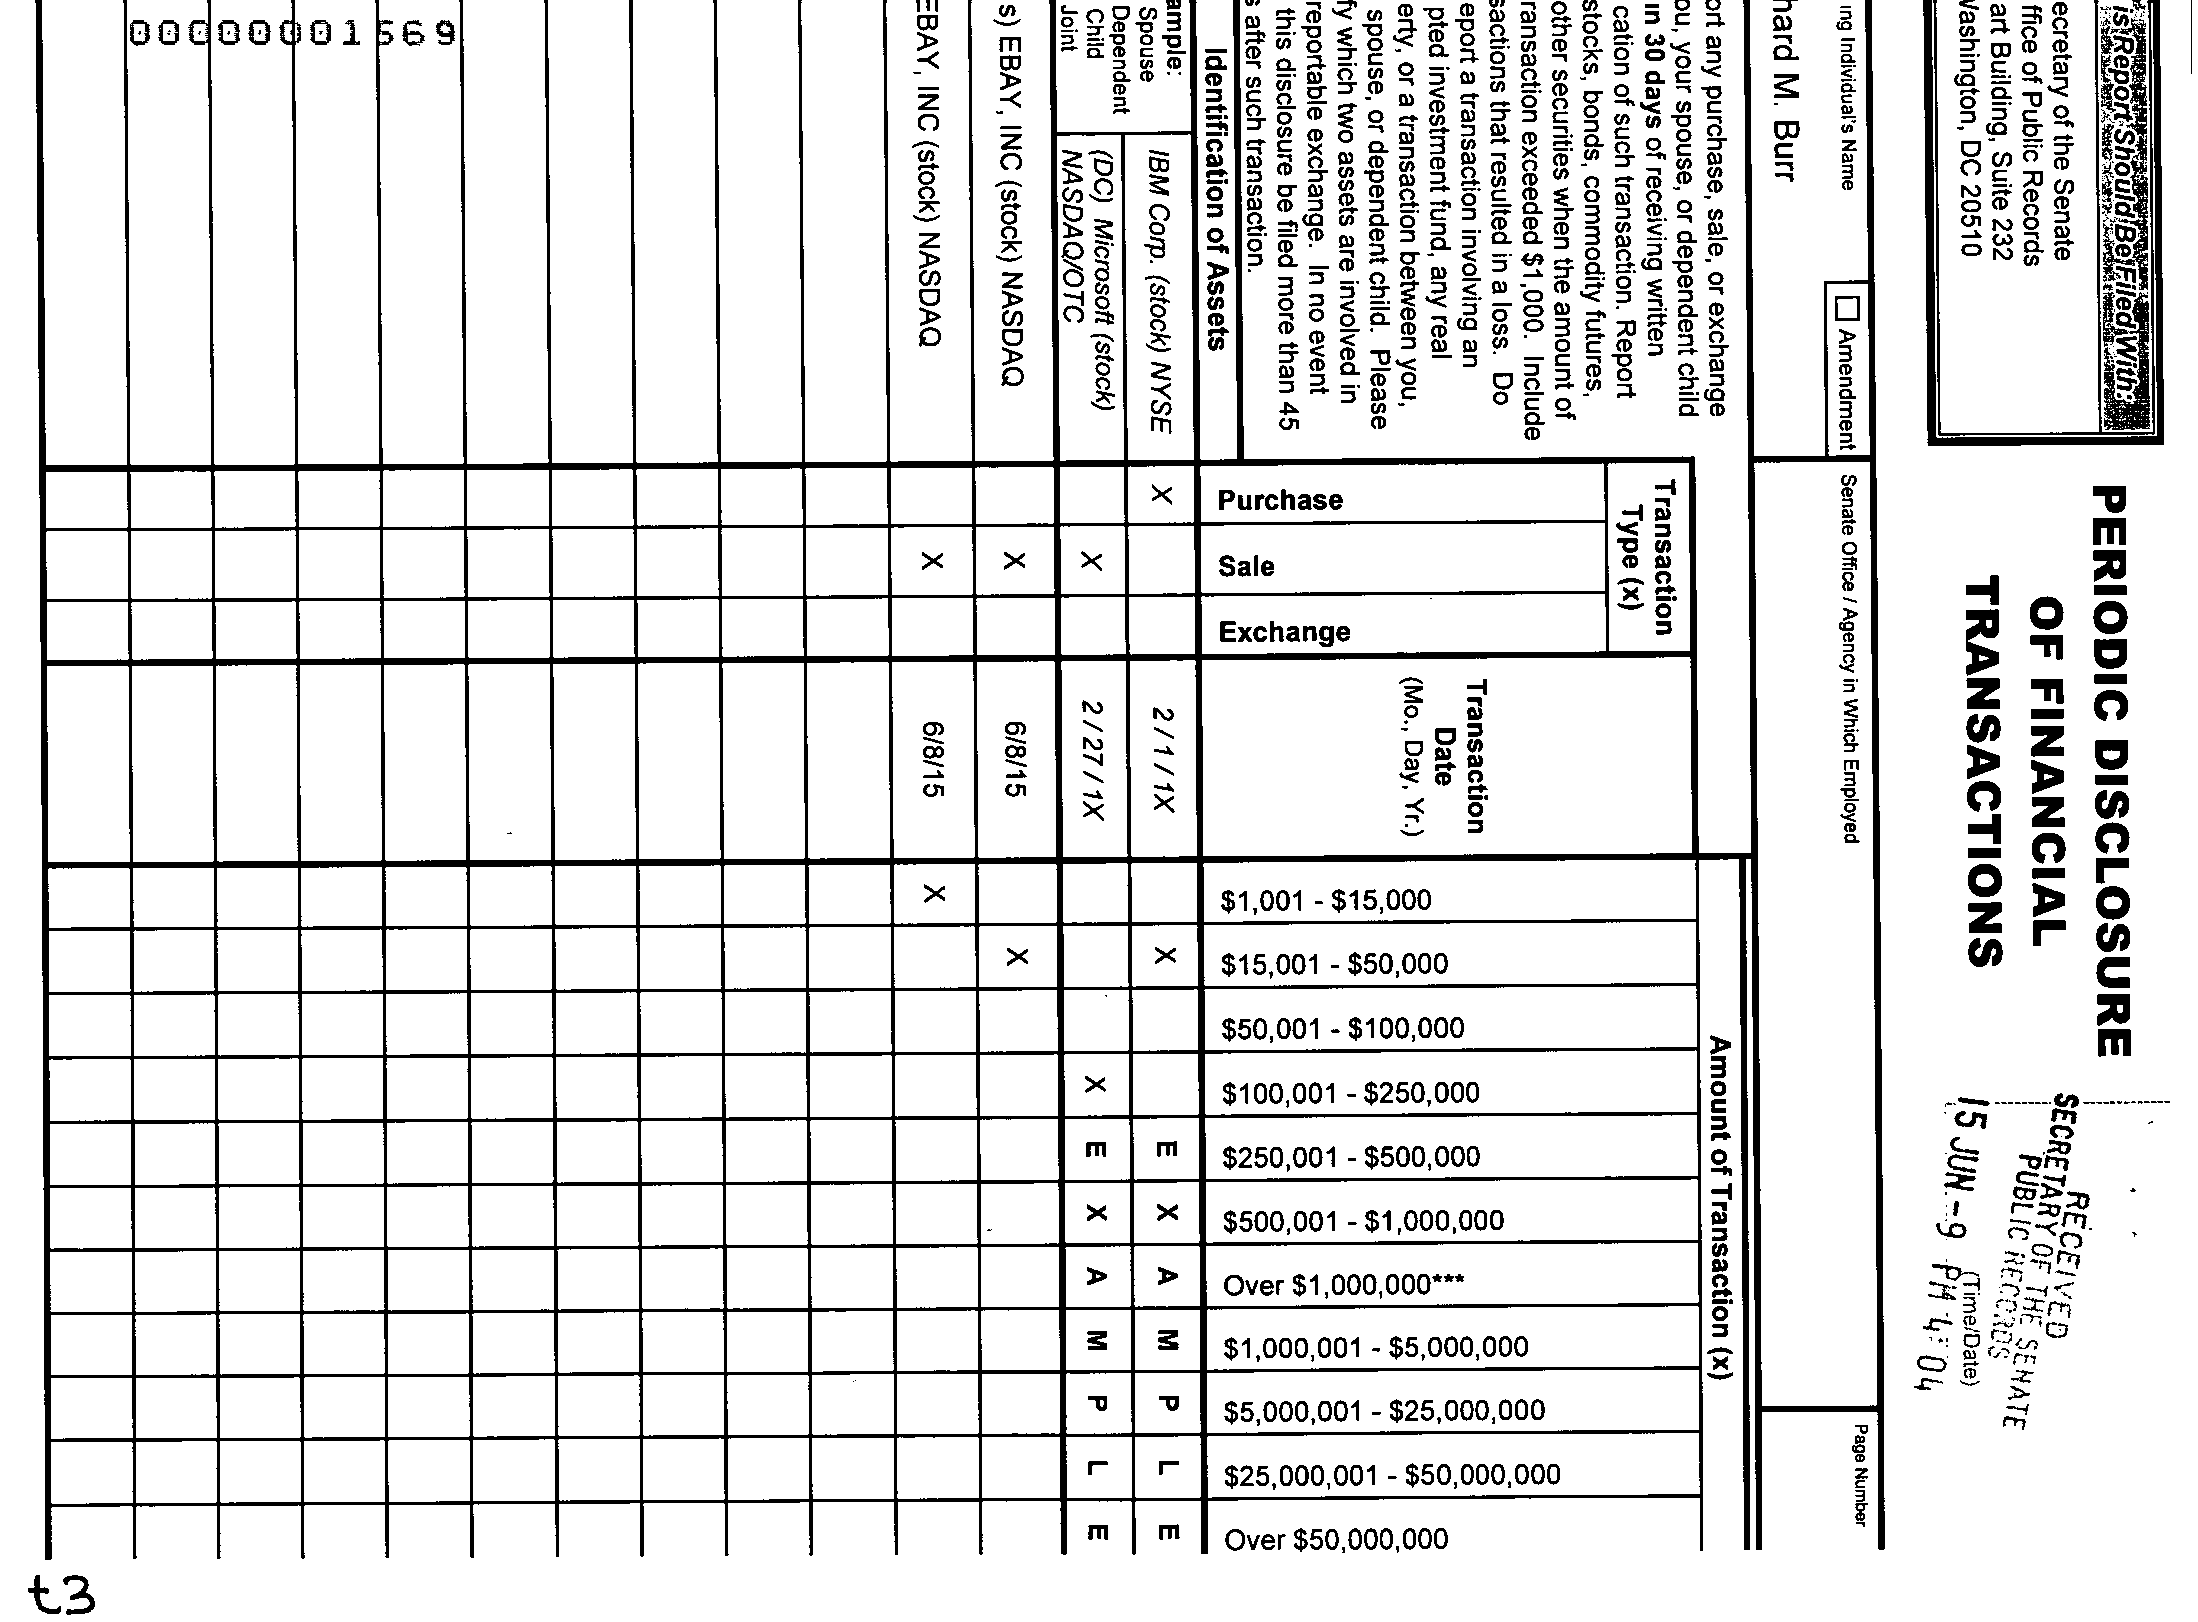 is Report Should Be Filed With:
ecretary of the Senate
ffice of Public Records
art Building, Suite 232
Vashington, DC 20510
PERIODIC DISCLOSURE
OF FINANCIAL
TRANSACTIONS
RECEIVED
SECRETARY OF THE SENATE
PUBLIC RECORDS
(Time/Date)
15 JUN -9 PM 4: 04
ing Individual's Name
Amendment
Senate Office / Agency in Which Employed
Page Number
hard M. Burr
ort any purchase, sale, or exchange
ou, your spouse, or dependent child
in 30 days of receiving written
cation of such transaction. Report
stocks, bonds, commodity futures,
other securities when the amount of
ransaction exceeded $1,000. Include
sactions that resulted in a loss. Do
eport a transaction involving an
pted investment fund, any real
erty, or a transaction between you,
spouse, or dependent child. Please
fy which two assets are involved in
reportable exchange. In no event
this disclosure be filed more than 45
s after such transaction.
Transaction
Type (x)
Amount of Transaction (x)
Identification of Assets
Purchase
Sale
Exchange
Transaction
Date
(Mo., Day, Yr.)
$1,001 - $15,000
$15,001 - $50,000
$50,001 - $100,000
$100,001 - $250,000
$250,001 - $500,000
$500,001 - $1,000,000
Over $1,000,000***
$1,000,001 - $5,000,000
$5,000,001 - $25,000,000
$25,000,001 - $50,000,000
Over $50,000,000
ample:
Spouse
Dependent
Child
Joint
IBM Corp. (stock) NYSE X 2 / 1 / 1X X E X A M P L E
(DC) Microsoft (stock)
NASDAQ/OTC X 2 / 27 / 1X X E X A M P L E
s) EBAY, INC (stock) NASDAQ X 6/8/15 X
EBAY, INC (stock) NASDAQ X 6/8/15 X
00000001569
t3